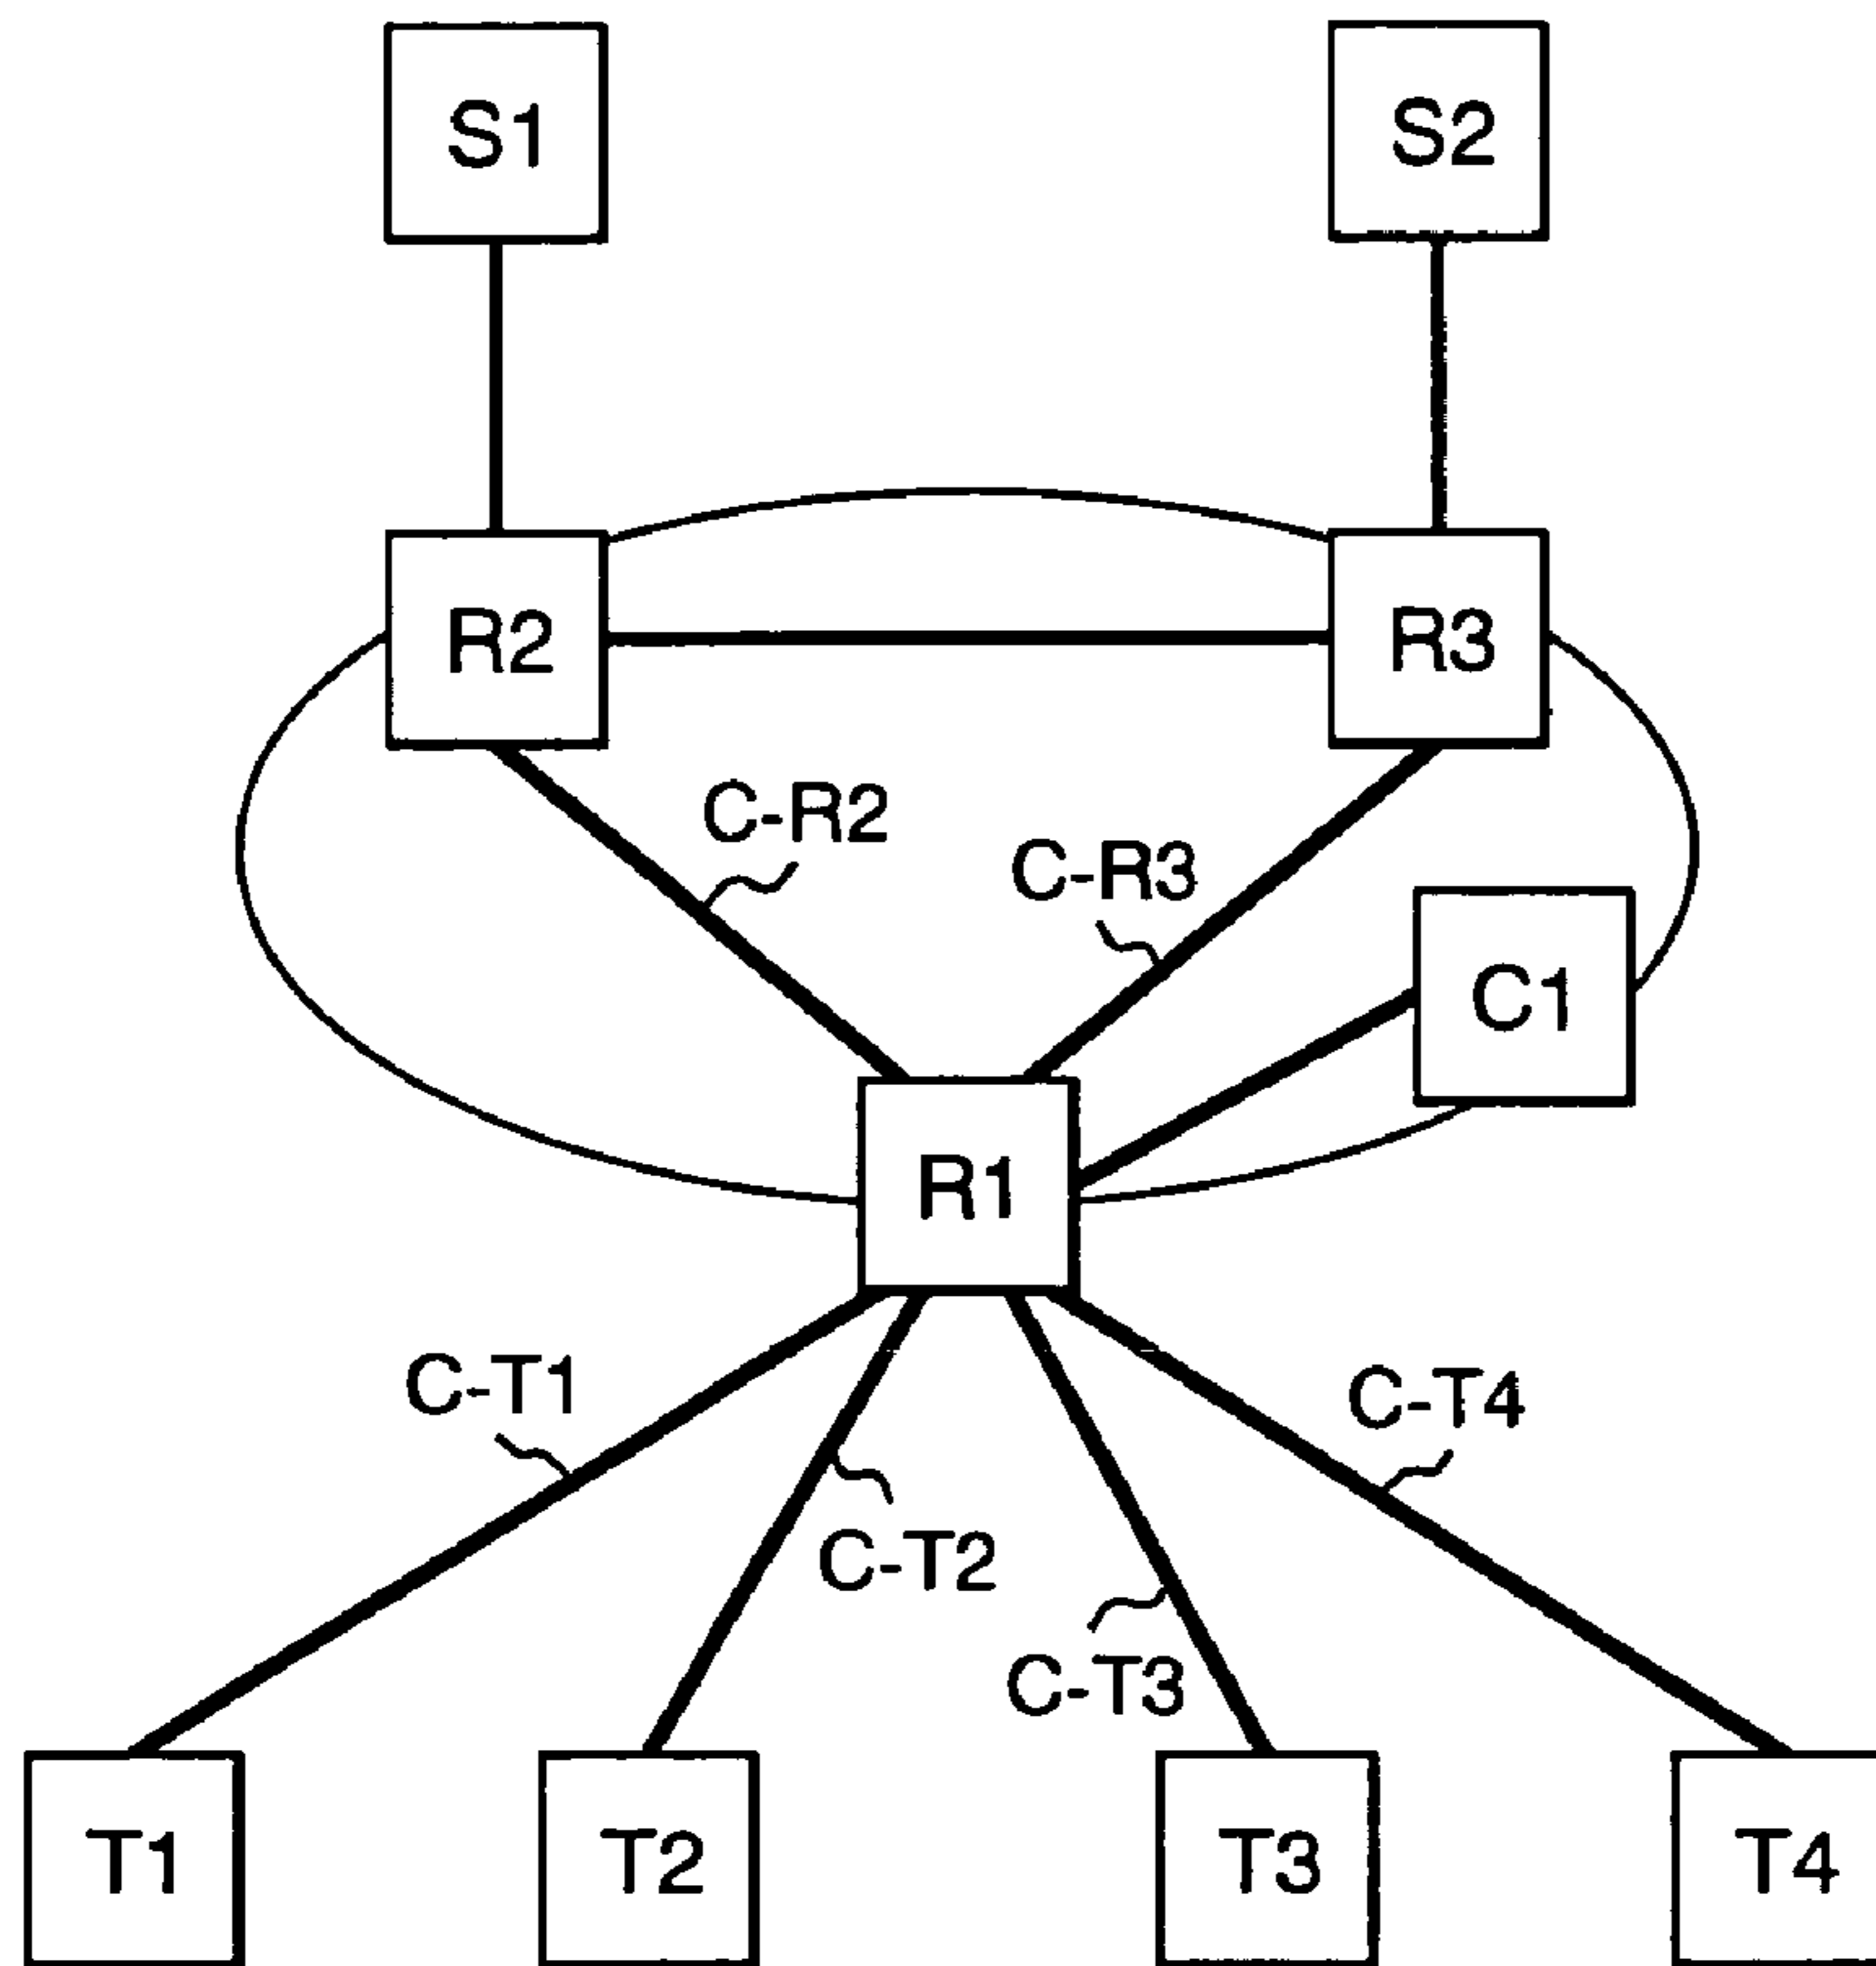 S1
S2
R2
R3
C-R2
C-R3
C1
R1
C-T1
C-T4
C-T2
C-T3
T1
T2
T3
T4